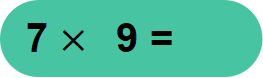 7 × 9 =